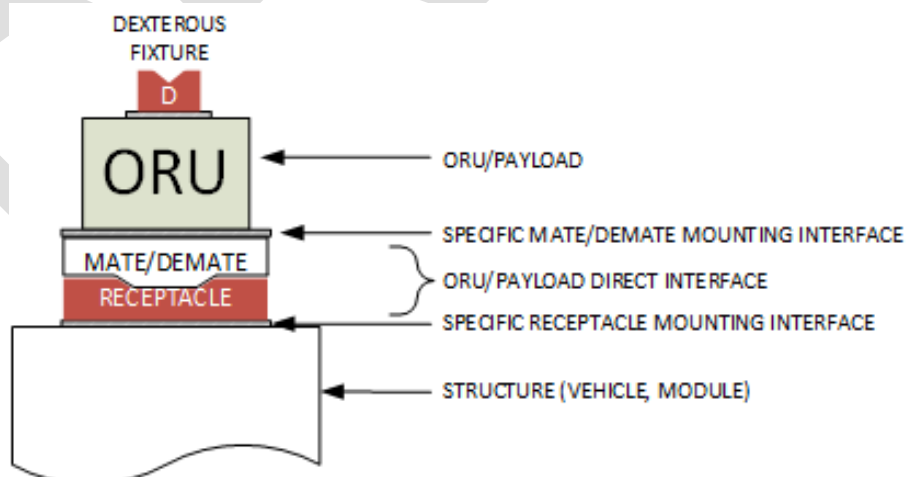 DEXTEROUS
FIXTURE
D
ORU
ORU/PAYLOAD
SPECIFIC MATE/DEMATE MOUNTING INTERFACE
MATE/DEMATE
ORU/PAYLOAD DIRECT INTERFACE
RECEPTACLE
SPECIFIC RECEPTACLE MOUNTING INTERFACE
STRUCTURE (VEHICLE, MODULE)